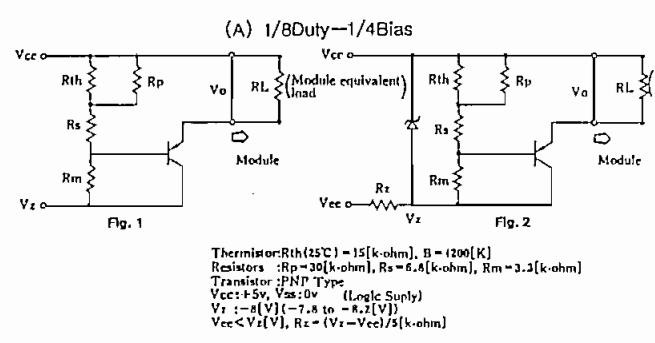 (A) 1/8Duty—1/4Bias
Vcc
Rth
Rp
Vo
RL
(Module equivalent load)
Rs
Module
Rm
Vz
Fig. 1
Vcc
Rth
Rp
Vo
RL
(
Rs
Module
Rm
Vee
Rz
Vz
Fig. 2
Thermistor:Rth(25℃)=15[k-ohm], B=4200[K]
Resistors :Rp=30[k-ohm], Rs=6.8[k-ohm], Rm=3.3[k-ohm]
Transistor:PNP Type
Vcc:+5v, Vss:0v (Logic Suply)
Vz :-8[V](-7.8 to -8.2[V])
Vee<Vz[V], Rz=(Vz-Vee)/5[k-ohm]